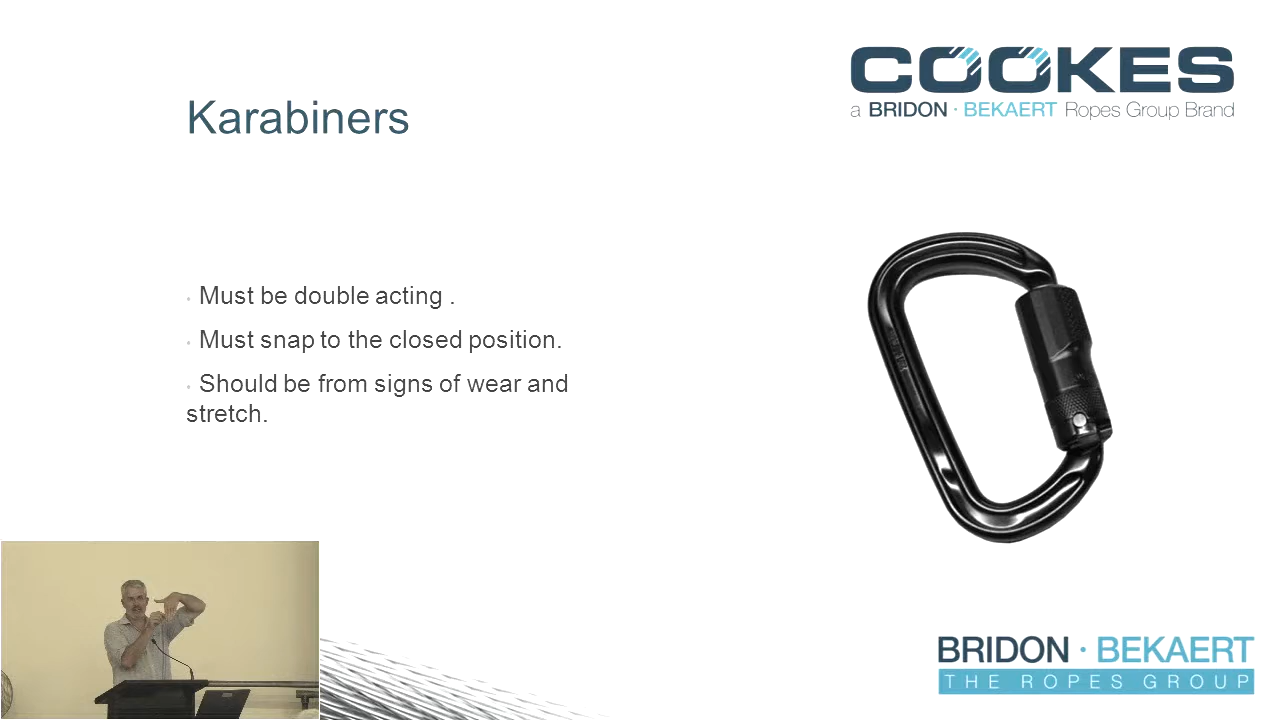 COOKES
a BRIDON · BEKAERT Ropes Group Brand
Karabiners
· Must be double acting .
· Must snap to the closed position.
· Should be from signs of wear and
stretch.
BRIDON · BEKAERT
THE ROPES GROUP